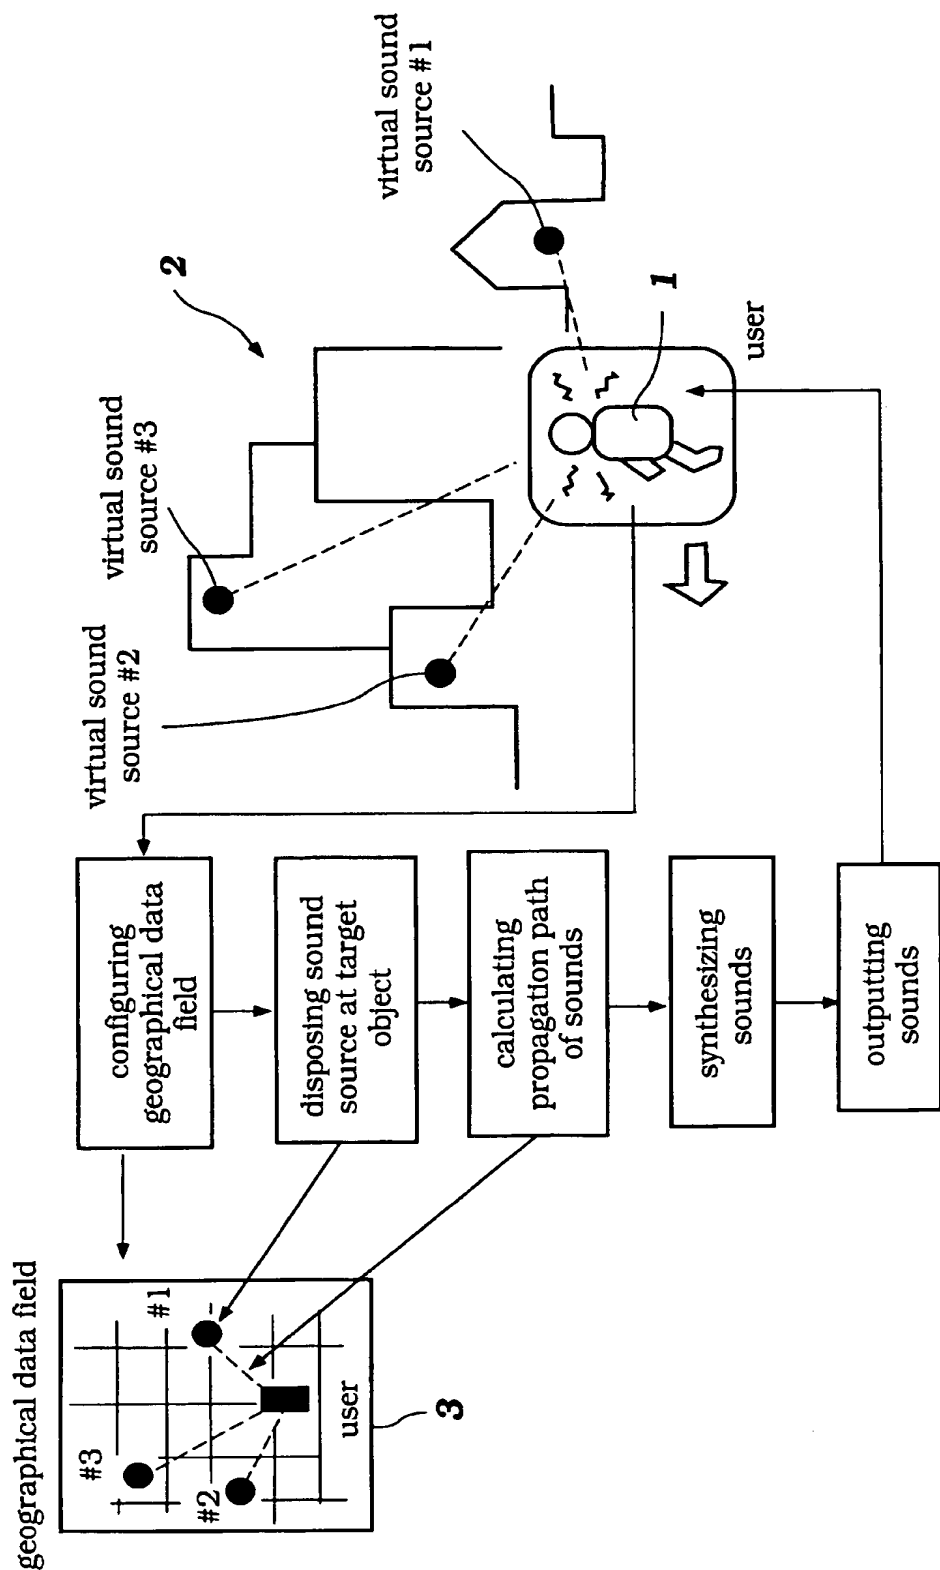 geographical data field
#3
#1
#2
user
3
configuring
geographical data
field
disposing sound
source at target
object
calculating
propagation path
of sounds
synthesizing
sounds
outputting
sounds
virtual sound
source #2
virtual sound
source #3
2
virtual sound
source #1
1
user